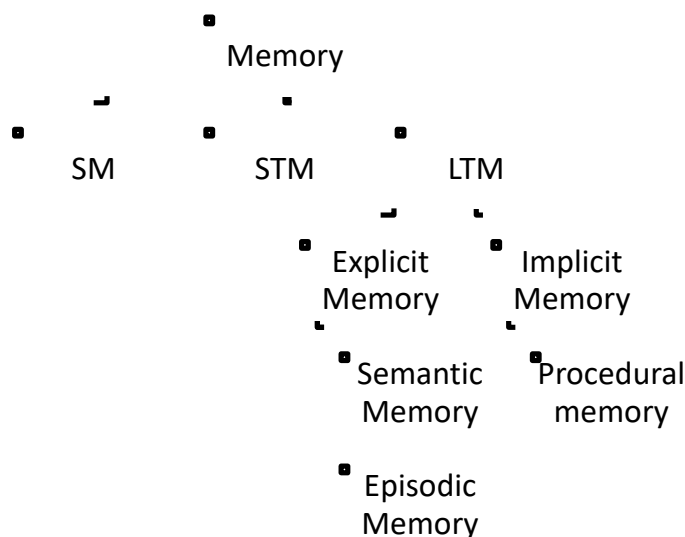 Memory
SM STM LTM
Explicit Implicit
Memory Memory
Semantic Procedural
Memory memory
Episodic
Memory